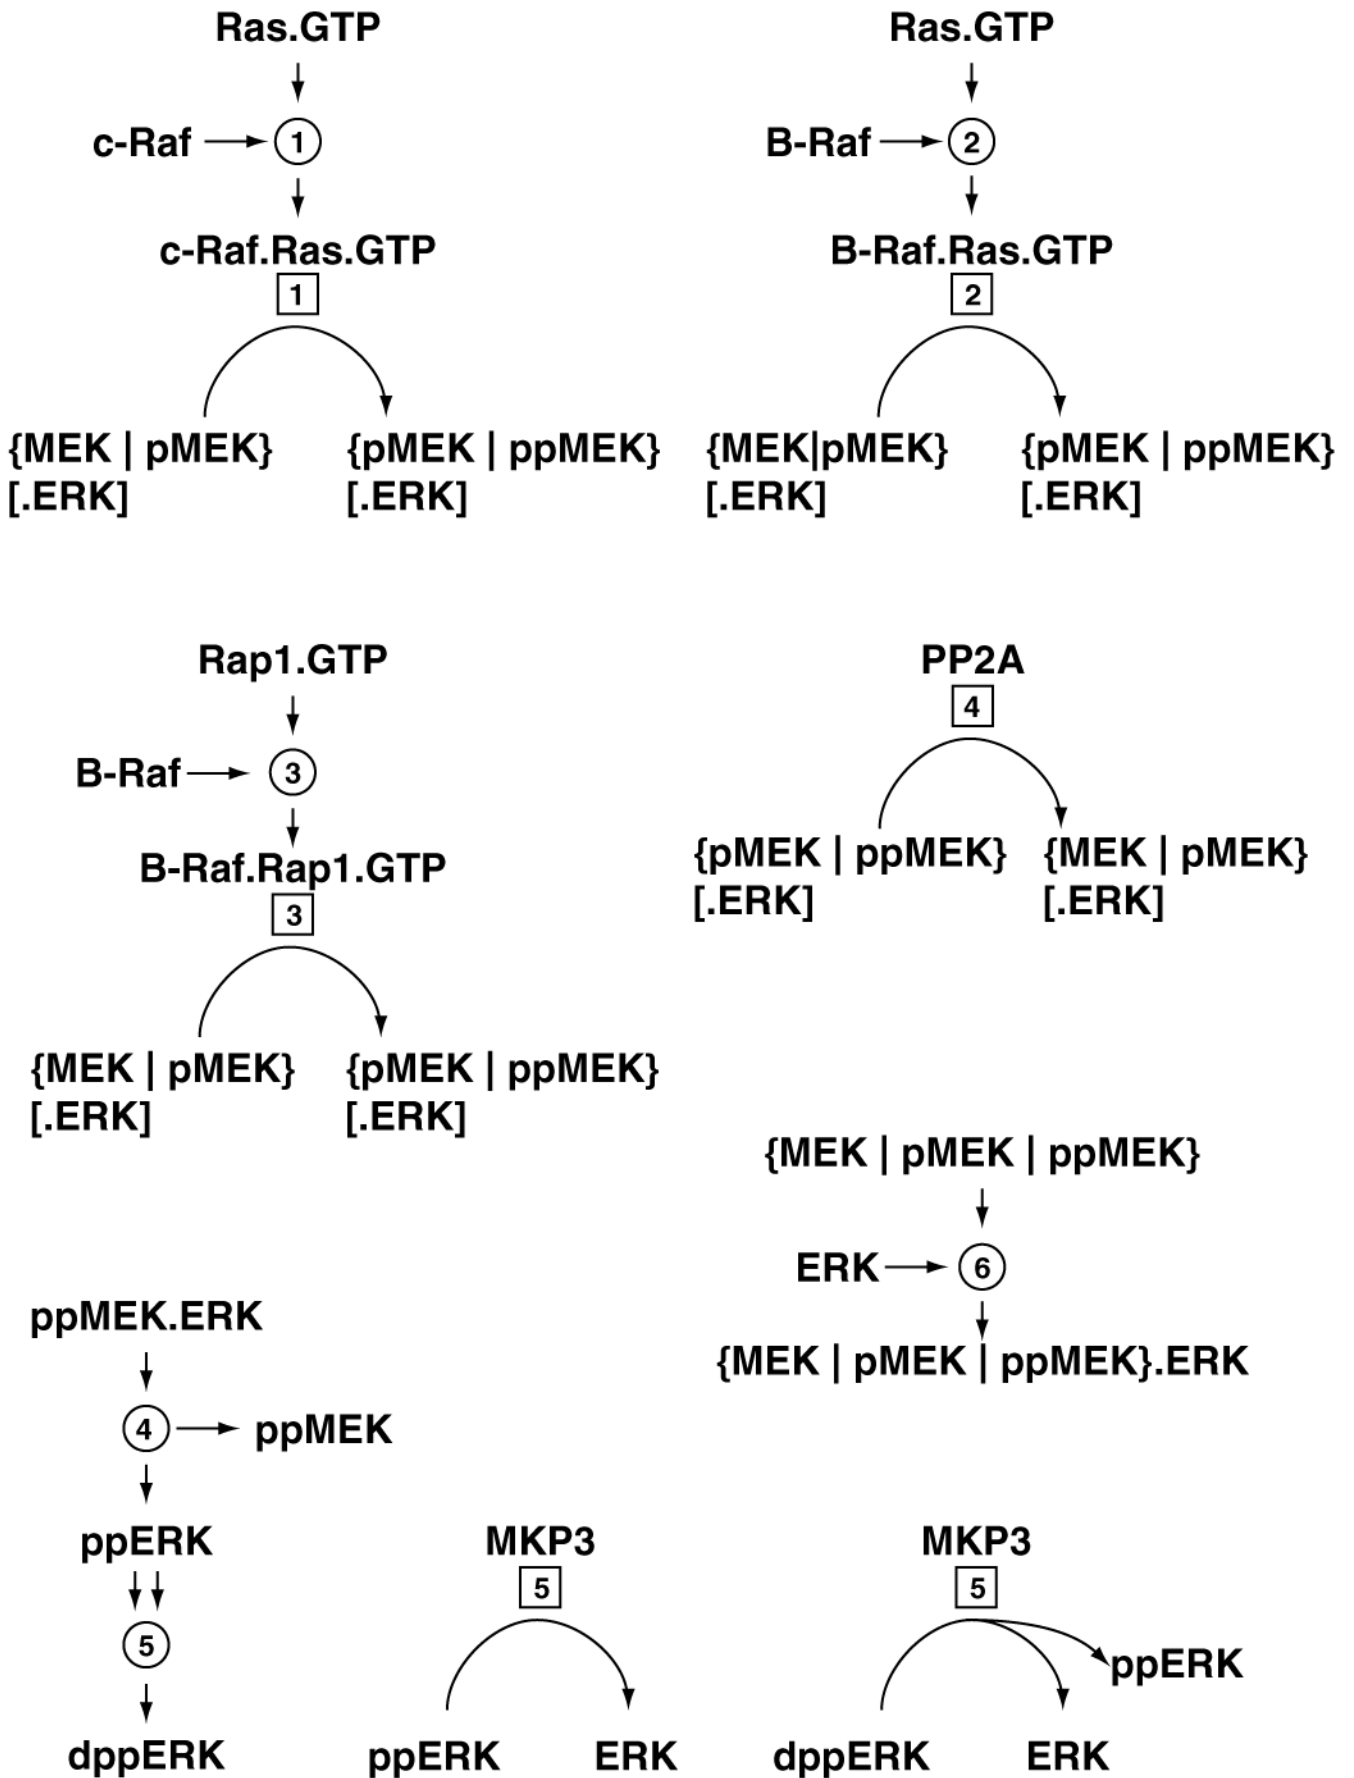 Ras.GTP
c-Raf
1
c-Raf.Ras.GTP
1
{MEK | pMEK}
[.ERK]
{pMEK | ppMEK}
[.ERK]
Ras.GTP
B-Raf
2
B-Raf.Ras.GTP
2
{MEK|pMEK}
[.ERK]
{pMEK | ppMEK}
[.ERK]
Rap1.GTP
B-Raf
3
B-Raf.Rap1.GTP
3
{MEK | pMEK}
[.ERK]
{pMEK | ppMEK}
[.ERK]
PP2A
4
{pMEK | ppMEK}
[.ERK]
{MEK | pMEK}
[.ERK]
{MEK | pMEK | ppMEK}
ERK
6
{MEK | pMEK | ppMEK}.ERK
ppMEK.ERK
4
ppMEK
ppERK
5
dppERK
MKP3
5
ppERK
ERK
MKP3
5
ppERK
dppERK
ERK